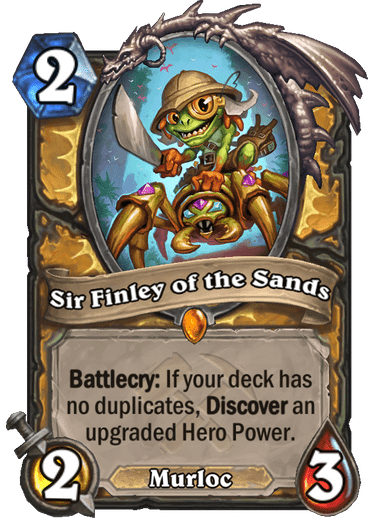 2
Sir Finley of the Sands
Battlecry: If your deck has
no duplicates, Discover an
upgraded Hero Power.
2
Murloc
3